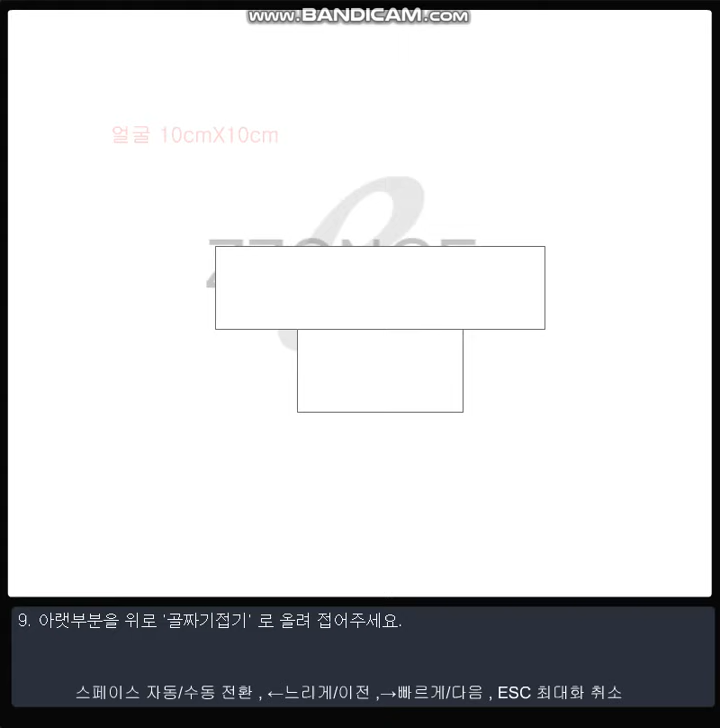 www.BANDICAM.com
얼굴 10cmX10cm
9. 아랫부분을 위로 '골짜기접기' 로 올려 접어주세요.
스페이스 자동/수동 전환 , ←느리게/이전 ,→빠르게/다음 , ESC 최대화 취소